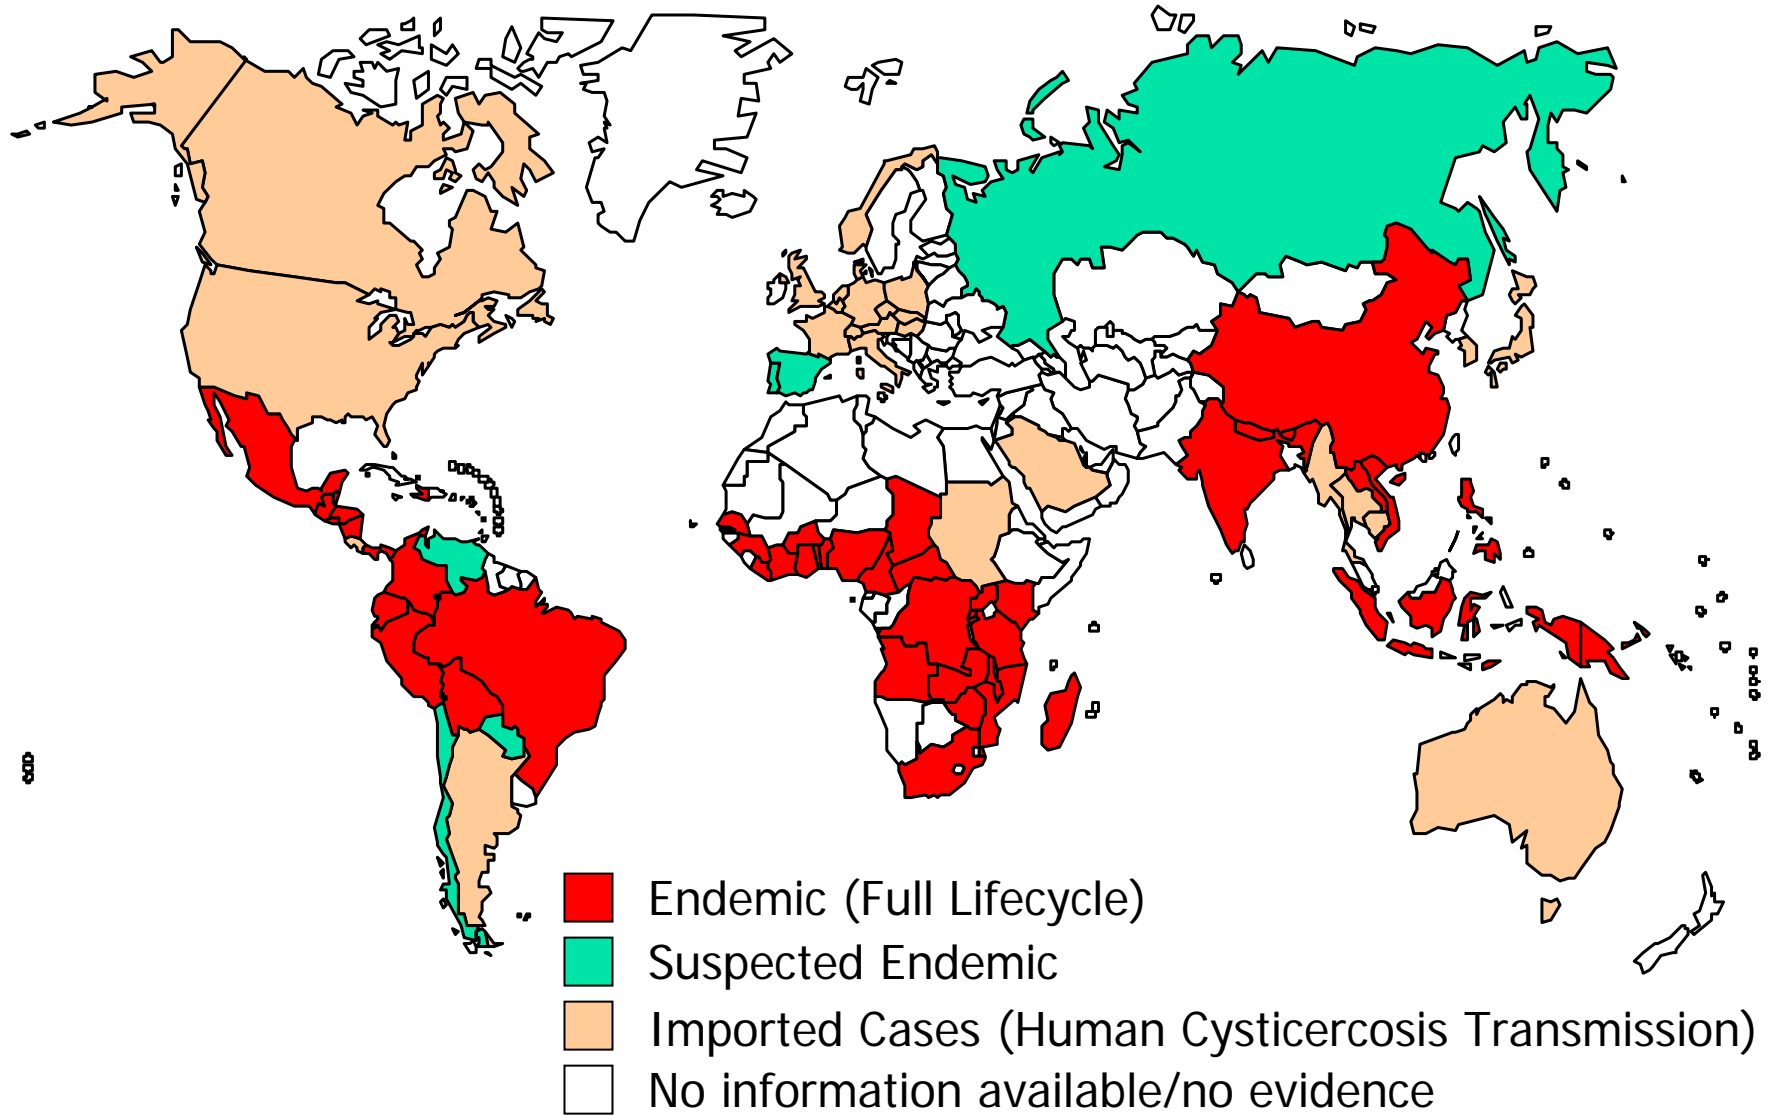 Endemic (Full Lifecycle)
Suspected Endemic
Imported Cases (Human Cysticercosis Transmission)
No information available/no evidence